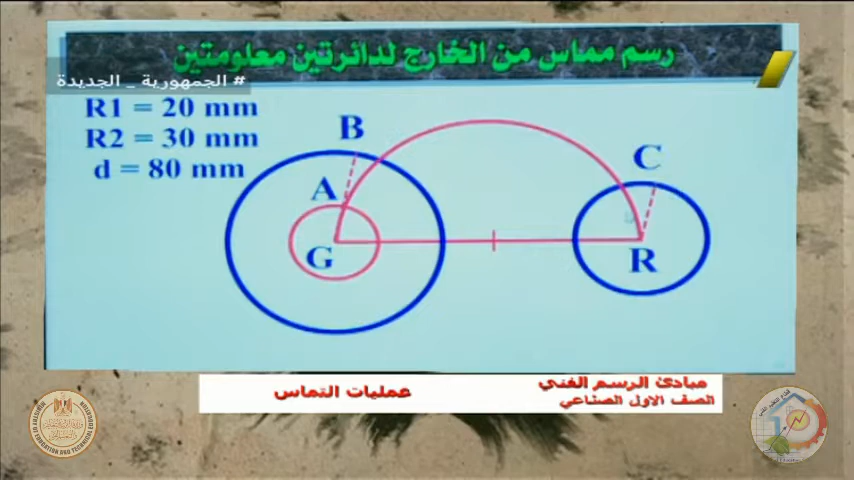 رسم مماس من الخارج لدائرتين معلومتين
# الجمهورية _ الجديدة
R1 = 20 mm
R2 = 30 mm
d = 80 mm
B
C
A
G
R
مبادئ الرسم الفني
الصف الاول الصناعي
عمليات التماس